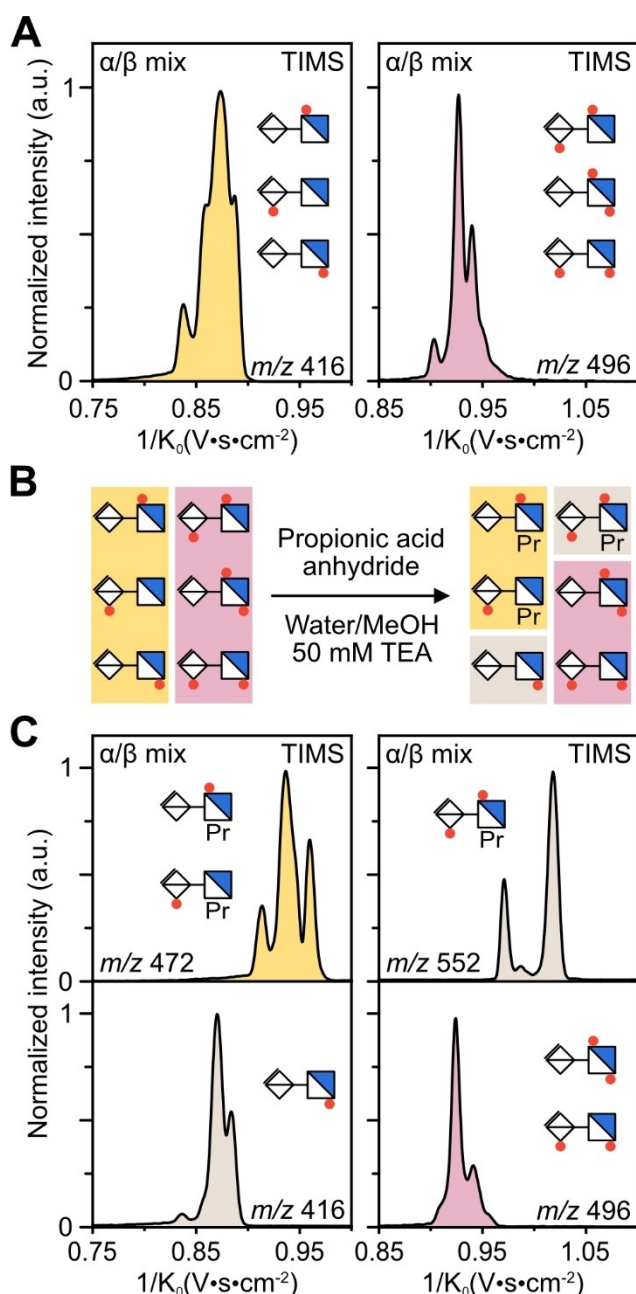 A
α/β mix TIMS
α/β mix TIMS
Normalized intensity (a.u.)
1
0
m/z 416
m/z 496
0.75 0.85 0.95
0.85 0.95 1.05
1/K₀(V•s•cm⁻²)
1/K₀(V•s•cm⁻²)
B
Propionic acid
anhydride
Water/MeOH
50 mM TEA
Pr
Pr
Pr
C
α/β mix TIMS
α/β mix TIMS
Normalized intensity (a.u.)
1
0
Pr
Pr
m/z 472
Pr
m/z 552
1
0
m/z 416
m/z 496
0.75 0.85 0.95
0.85 0.95 1.05
1/K₀(V•s•cm⁻²)
1/K₀(V•s•cm⁻²)